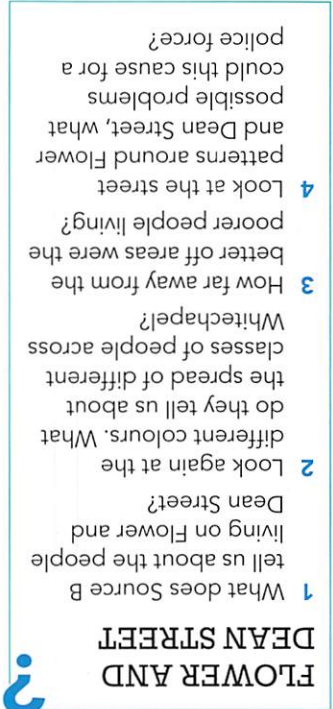 FLOWER AND
DEAN STREET
?
1 What does Source B
tell us about the people
living on Flower and
Dean Street?
2 Look again at the
different colours. What
do they tell us about
the spread of different
classes of people across
Whitechapel?
3 How far away from the
better off areas were the
poorer people living?
4 Look at the street
patterns around Flower
and Dean Street, what
possible problems
could this cause for a
police force?